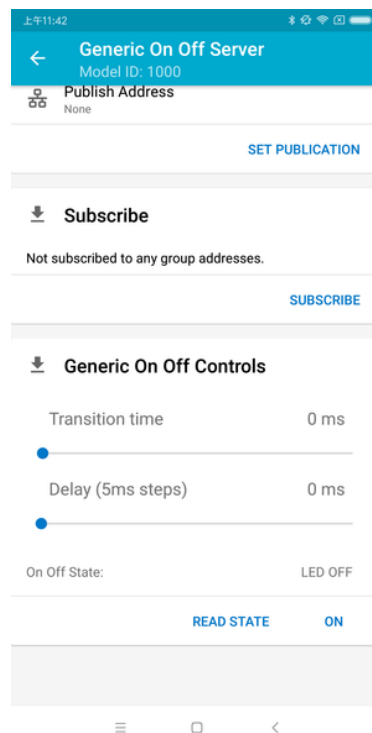 上午11:42
Generic On Off Server
Model ID: 1000
Publish Address
None
SET PUBLICATION
Subscribe
Not subscribed to any group addresses.
SUBSCRIBE
Generic On Off Controls
Transition time 0 ms
Delay (5ms steps) 0 ms
On Off State: LED OFF
READ STATE ON